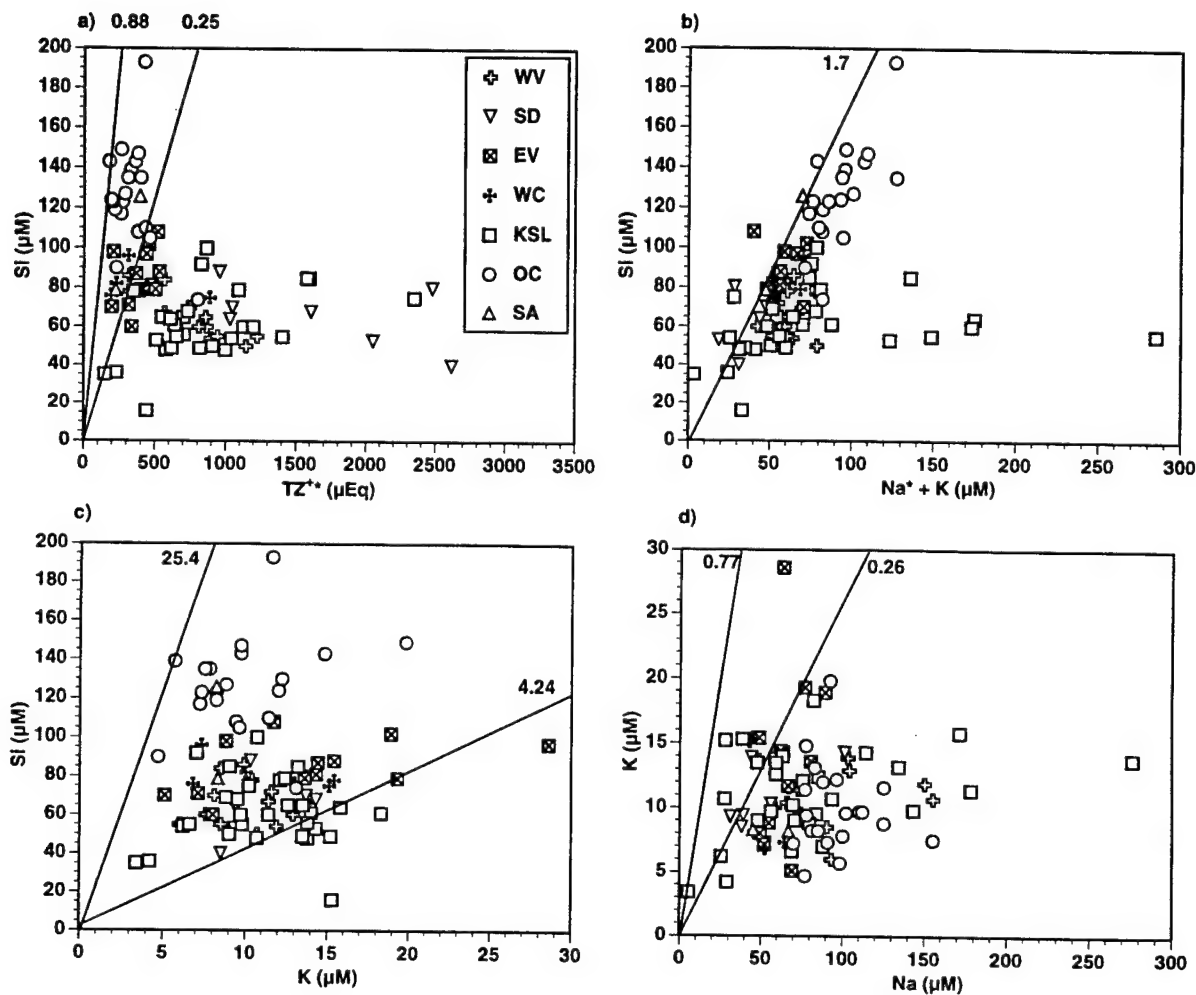 a) 0.88 0.25
200
180
160
140
120
100
80
60
40
20
0
Si (µM)
WV
SD
EV
WC
KSL
OC
SA
0 500 1000 1500 2000 2500 3000 3500
TZ⁺* (µEq)
b)
1.7
200
180
160
140
120
100
80
60
40
20
0
Si (µM)
0 50 100 150 200 250 300
Na* + K (µM)
c)
25.4
4.24
200
180
160
140
120
100
80
60
40
20
0
Si (µM)
0 5 10 15 20 25 30
K (µM)
d)
0.77 0.26
30
25
20
15
10
5
0
K (µM)
0 50 100 150 200 250 300
Na (µM)